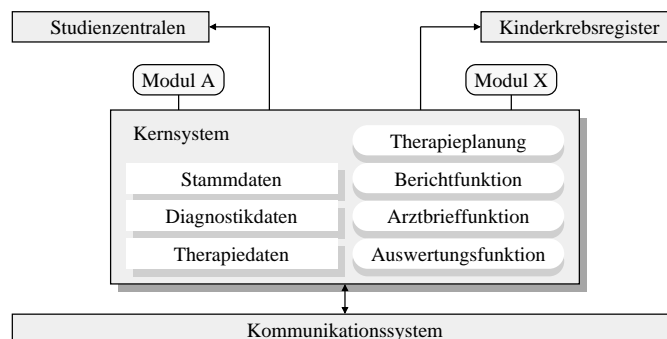 Studienzentralen
Kinderkrebsregister
Modul A
Modul X
Kernsystem
Therapieplanung
Stammdaten
Berichtfunktion
Diagnostikdaten
Arztbrieffunktion
Therapiedaten
Auswertungsfunktion
Kommunikationssystem